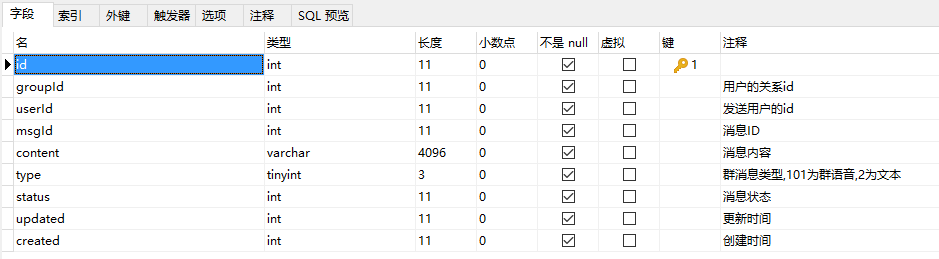 字段 索引 外键 触发器 选项 注释 SQL 预览
名 类型 长度 小数点 不是 null 虚拟 键 注释
id int 11 0 1
groupId int 11 0 用户的关系id
userId int 11 0 发送用户的id
msgId int 11 0 消息ID
content varchar 4096 0 消息内容
type tinyint 3 0 群消息类型,101为群语音,2为文本
status int 11 0 消息状态
updated int 11 0 更新时间
created int 11 0 创建时间